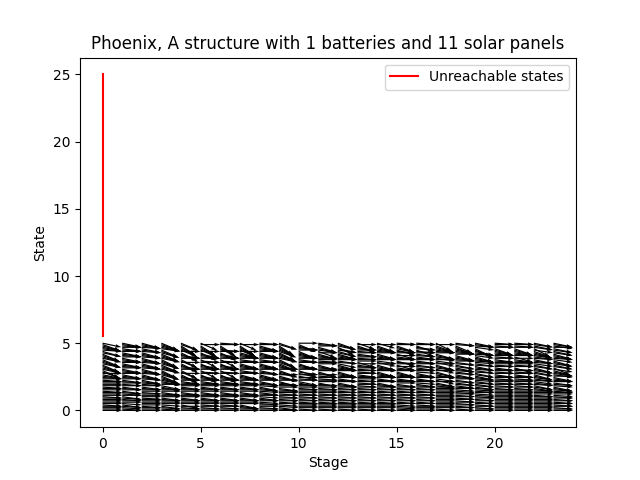 Phoenix, A structure with 1 batteries and 11 solar panels
Unreachable states
25
20
15
10
5
0
State
0 5 10 15 20
Stage